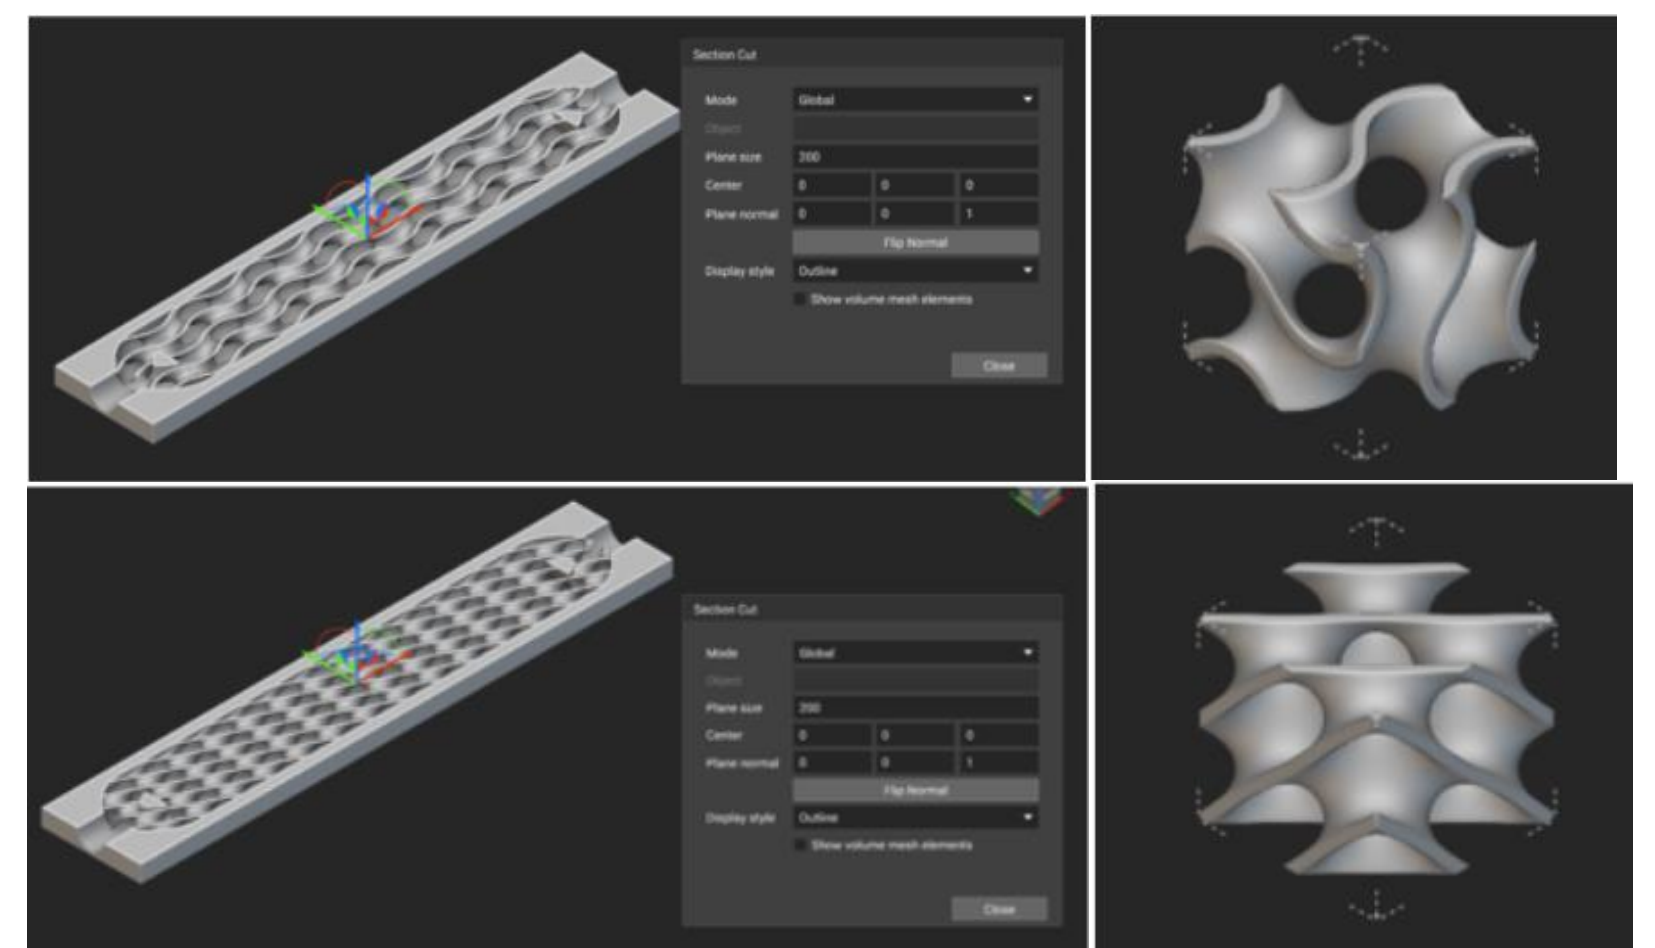 Section Cut
Mode Global
Object
Plane size 200
Center 0 0 0
Plane normal 0 0 1
Flip Normal
Display style Outline
Show volume mesh elements
Close
Section Cut
Mode Global
Object
Plane size 200
Center 0 0 0
Plane normal 0 0 1
Flip Normal
Display style Outline
Show volume mesh elements
Close